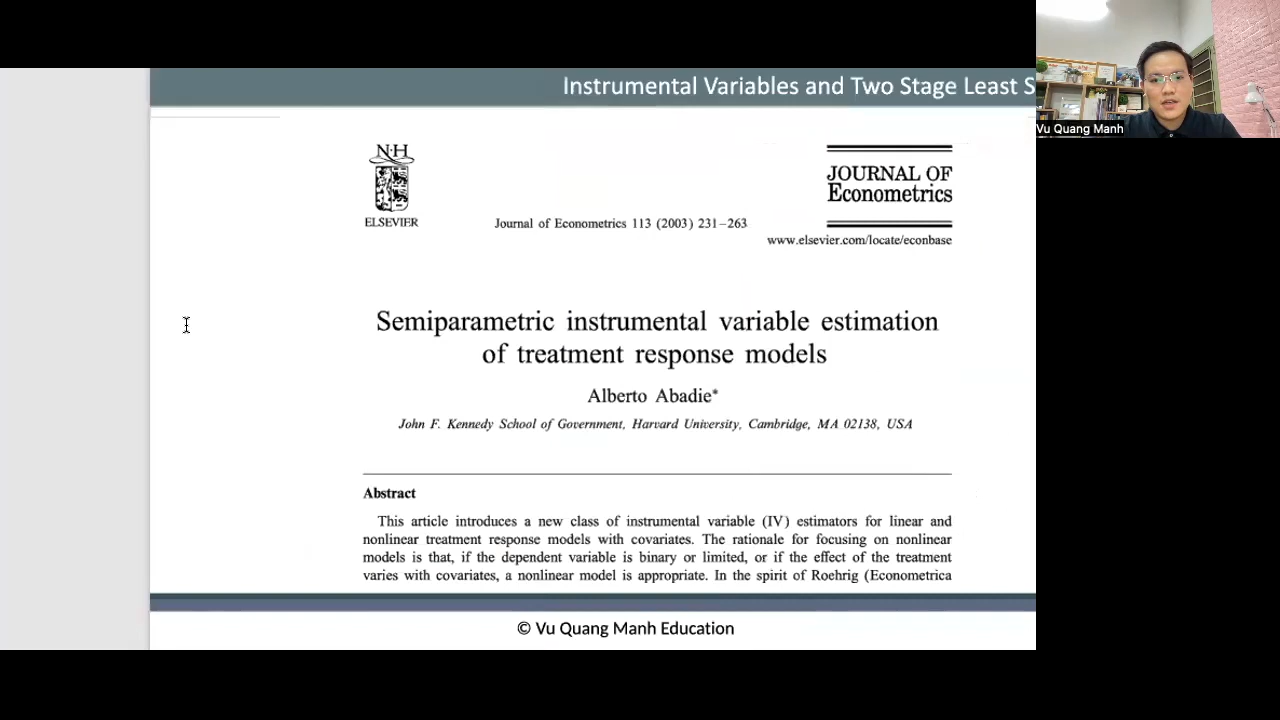 Instrumental Variables and Two Stage Least S
Vu Quang Manh
N·H
ELSEVIER
Journal of Econometrics 113 (2003) 231–263
JOURNAL OF
Econometrics
www.elsevier.com/locate/econbase
Semiparametric instrumental variable estimation
of treatment response models
Alberto Abadie*
John F. Kennedy School of Government, Harvard University, Cambridge, MA 02138, USA
Abstract
This article introduces a new class of instrumental variable (IV) estimators for linear and
nonlinear treatment response models with covariates. The rationale for focusing on nonlinear
models is that, if the dependent variable is binary or limited, or if the effect of the treatment
varies with covariates, a nonlinear model is appropriate. In the spirit of Roehrig (Econometrica
© Vu Quang Manh Education